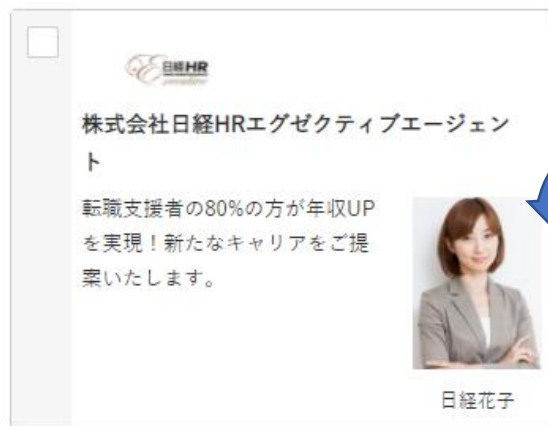 日経HR
株式会社日経HRエグゼクティブエージェン
ト
転職支援者の80%の方が年収UP
を実現！新たなキャリアをご提
案いたします。
日経花子